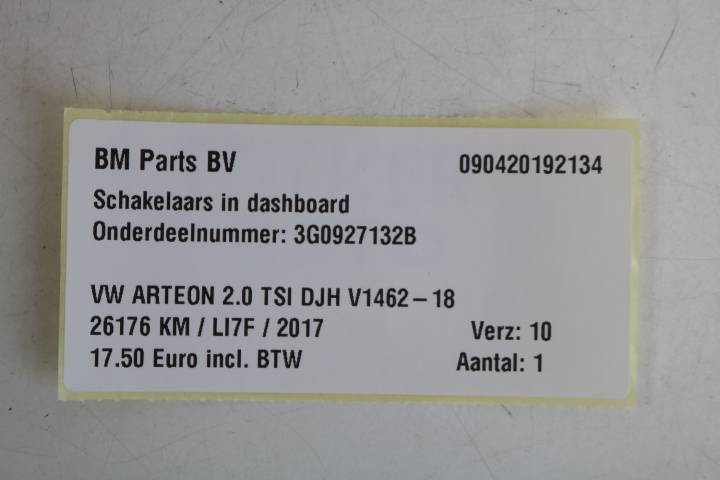 BM Parts BV 090420192134
Schakelaars in dashboard
Onderdeelnummer: 3G0927132B
VW ARTEON 2.0 TSI DJH V1462 – 18
26176 KM / LI7F / 2017 Verz: 10
17.50 Euro incl. BTW Aantal: 1